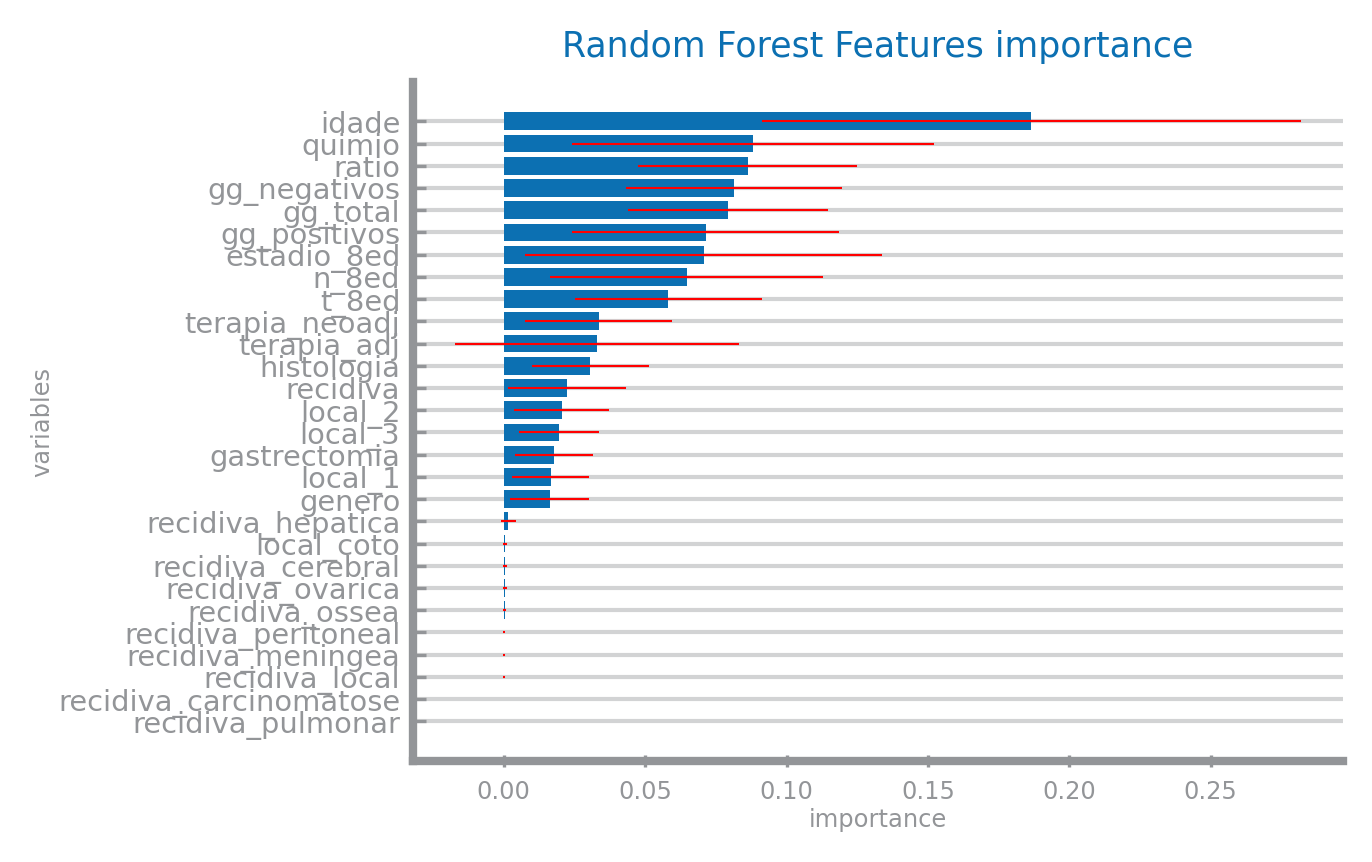 Random Forest Features importance
idade
quimio
ratio
gg_negativos
gg_total
gg_positivos
estadio_8ed
n_8ed
t_8ed
terapia_neoadj
terapia_adj
histologia
recidiva
local_2
local_3
gastrectomia
local_1
genero
recidiva_hepatica
local_coto
recidiva_cerebral
recidiva_ovarica
recidiva_ossea
recidiva_peritoneal
recidiva_meningea
recidiva_local
recidiva_carcinomatose
recidiva_pulmonar
variables
0.00 0.05 0.10 0.15 0.20 0.25
importance